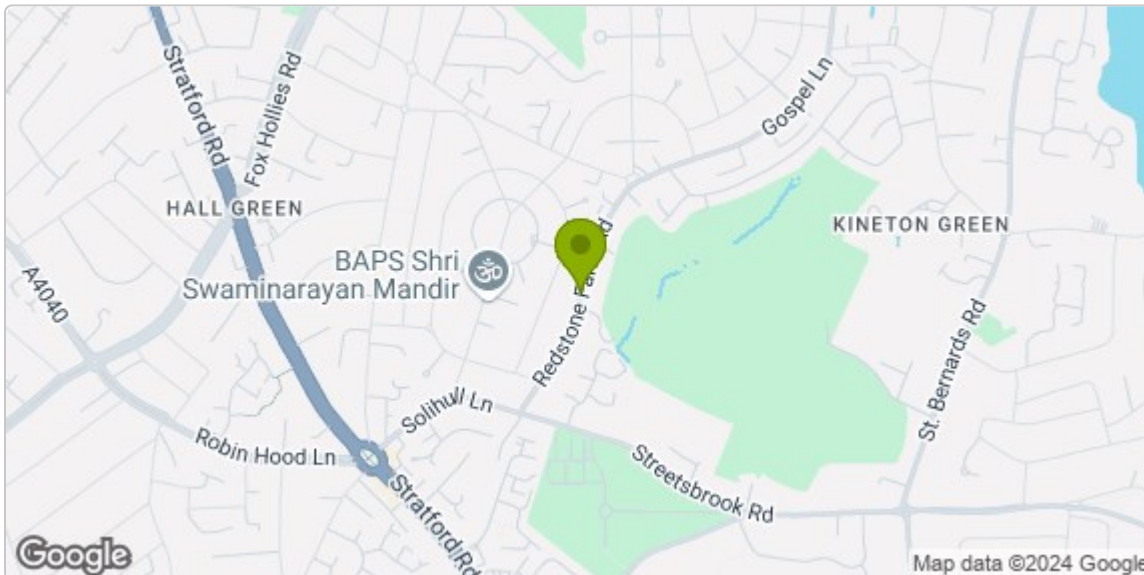 Stratford Rd
Fox Hollies Rd
Gospel Ln
HALL GREEN
KINETON GREEN
BAPS Shri
Swaminarayan Mandir
A4040
Redstone Fa
d
St. Bernards Rd
Solihull Ln
Robin Hood Ln
Streetsbrook Rd
Stratford Rd
Google
Map data ©2024 Google